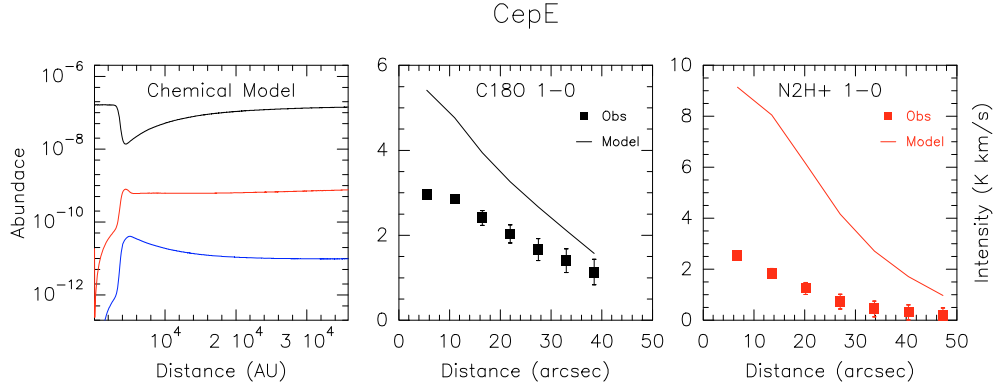 CepE
Abundace
10^-6
10^-8
10^-10
10^-12
Chemical Model
10^4
2 10^4
3 10^4
Distance (AU)
6
4
2
0
C18O 1-0
Obs
Model
0 10 20 30 40 50
Distance (arcsec)
10
8
6
4
2
0
N2H+ 1-0
Obs
Model
0 10 20 30 40 50
Distance (arcsec)
Intensity (K km/s)